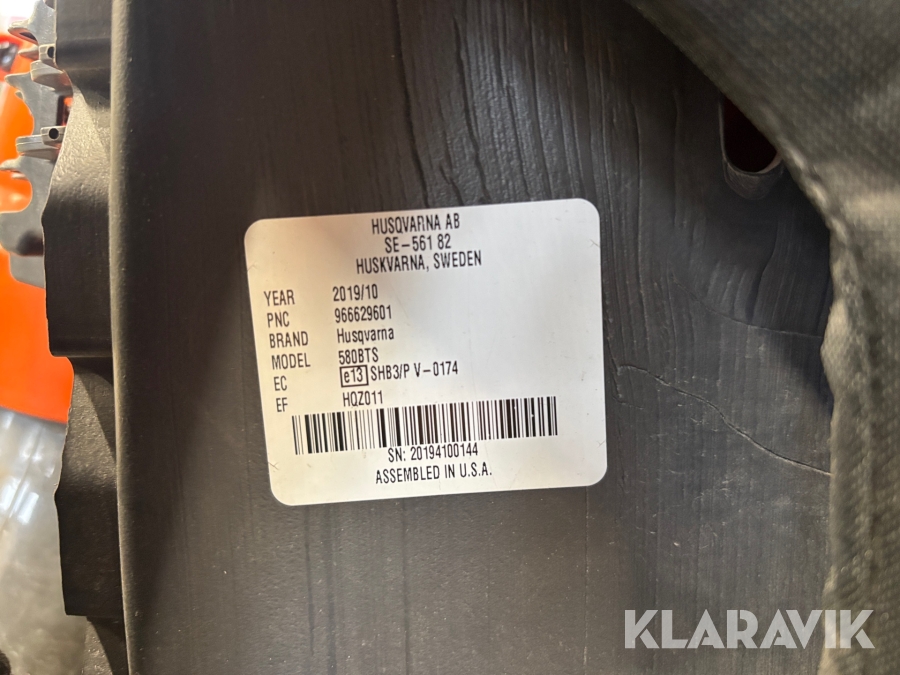 HUSQVARNA AB
SE-561 82
HUSKVARNA, SWEDEN
YEAR 2019/10
PNC 966629601
BRAND Husqvarna
MODEL 580BTS
EC e13 SHB3/P V-0174
EF HQZ011
SN: 20194100144
ASSEMBLED IN U.S.A.
KLARAVIK